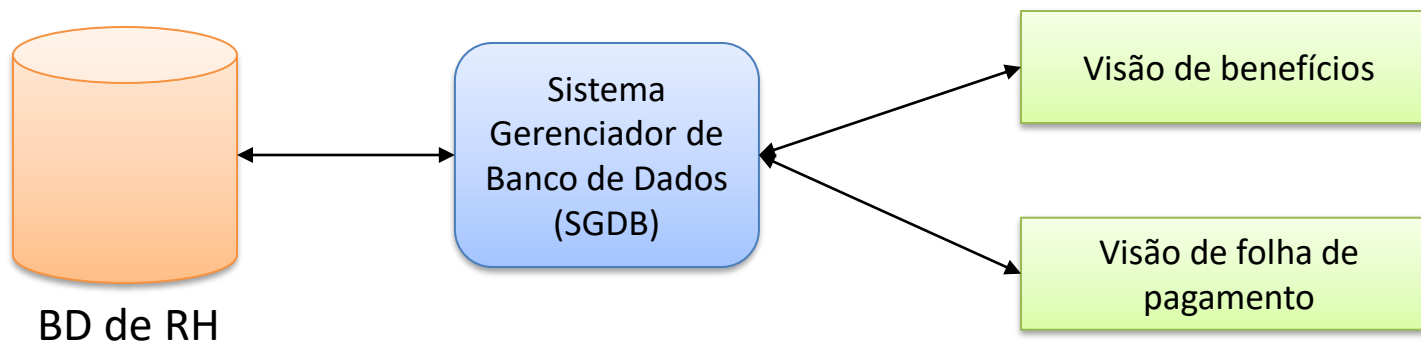 BD de RH
Sistema
Gerenciador de
Banco de Dados
(SGDB)
Visão de benefícios
Visão de folha de
pagamento